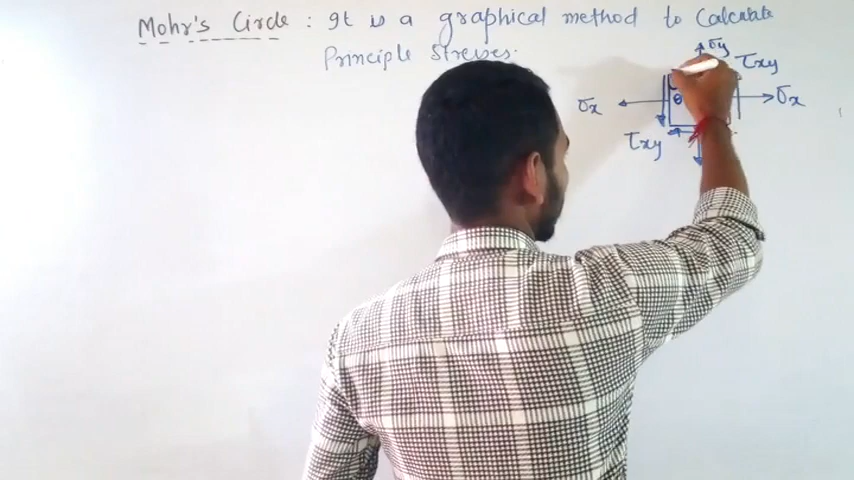 Mohr's Circle : It is a graphical method to Calculate
Principle Stresses.
σy
τxy
σx
σx
θ
τxy